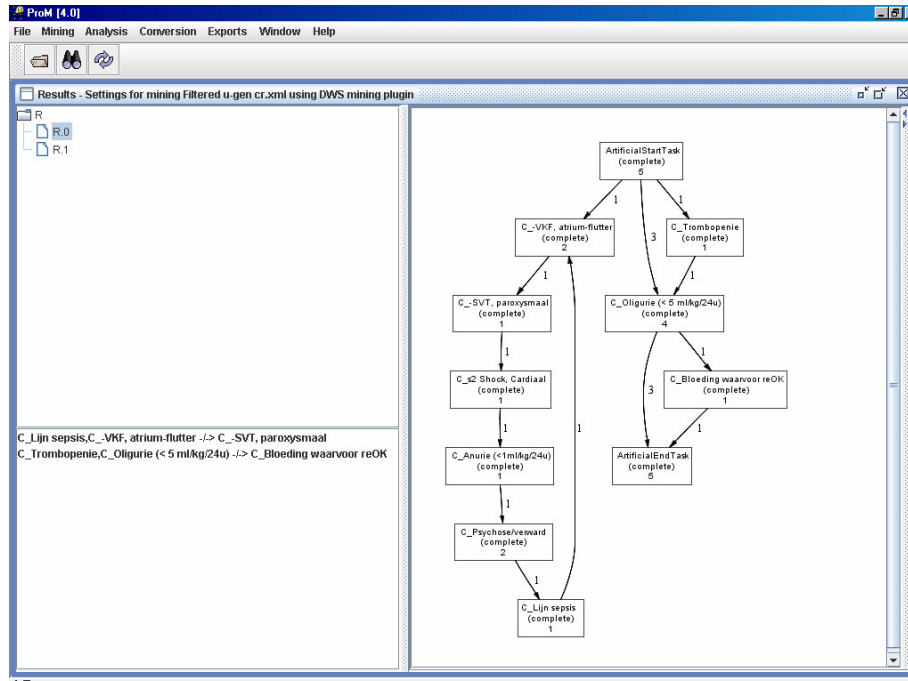 ProM [4.0]
File Mining Analysis Conversion Exports Window Help
Results - Settings for mining Filtered u-gen cr.xml using DWS mining plugin
R
R.0
R.1
C_Lijn sepsis,C_-VKF, atrium-flutter -/-> C_-SVT, paroxysmaal
C_Trombopenie,C_Oligurie (< 5 ml/kg/24u) -/-> C_Bloeding waarvoor reOK
ArtificialStartTask
(complete)
5
1
3
1
C_-VKF, atrium-flutter
(complete)
2
C_Trombopenie
(complete)
1
1
1
C_-SVT, paroxysmaal
(complete)
1
C_Oligurie (< 5 ml/kg/24u)
(complete)
4
1
3
1
C_s2 Shock, Cardiaal
(complete)
1
C_Bloeding waarvoor reOK
(complete)
1
1
1
1
C_Anurie (<1ml/kg/24u)
(complete)
1
ArtificialEndTask
(complete)
5
1
C_Psychose/verward
(complete)
2
1
C_Lijn sepsis
(complete)
1